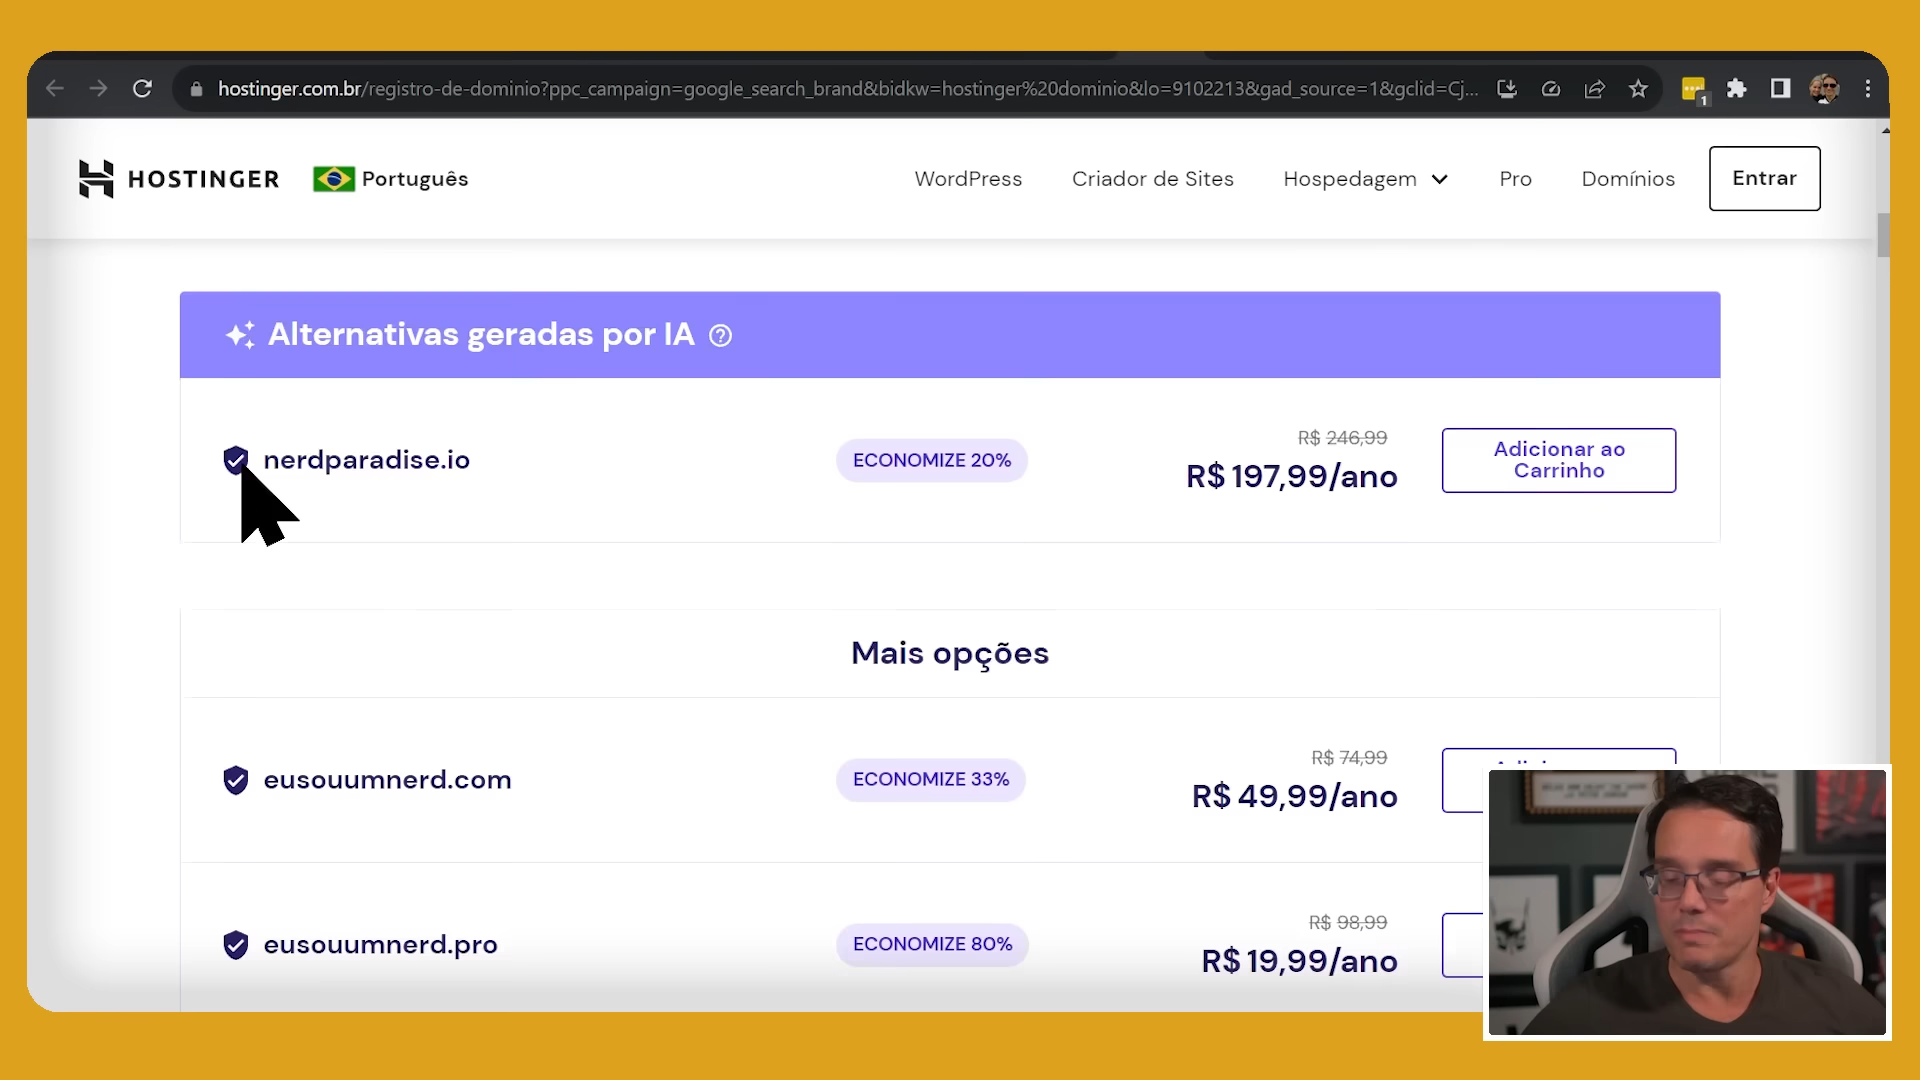 hostinger.com.br/registro-de-dominio?ppc_campaign=google_search_brand&bidkw=hostinger%20dominio&lo=9102213&gad_source=1&gclid=Cj...
1
HOSTINGER
Português
WordPress
Criador de Sites
Hospedagem
Pro
Domínios
Entrar
Alternativas geradas por IA ?
nerdparadise.io
ECONOMIZE 20%
R$ 246,99
R$ 197,99/ano
Adicionar ao
Carrinho
Mais opções
eusouumnerd.com
ECONOMIZE 33%
R$ 74,99
R$ 49,99/ano
eusouumnerd.pro
ECONOMIZE 80%
R$ 98,99
R$ 19,99/ano